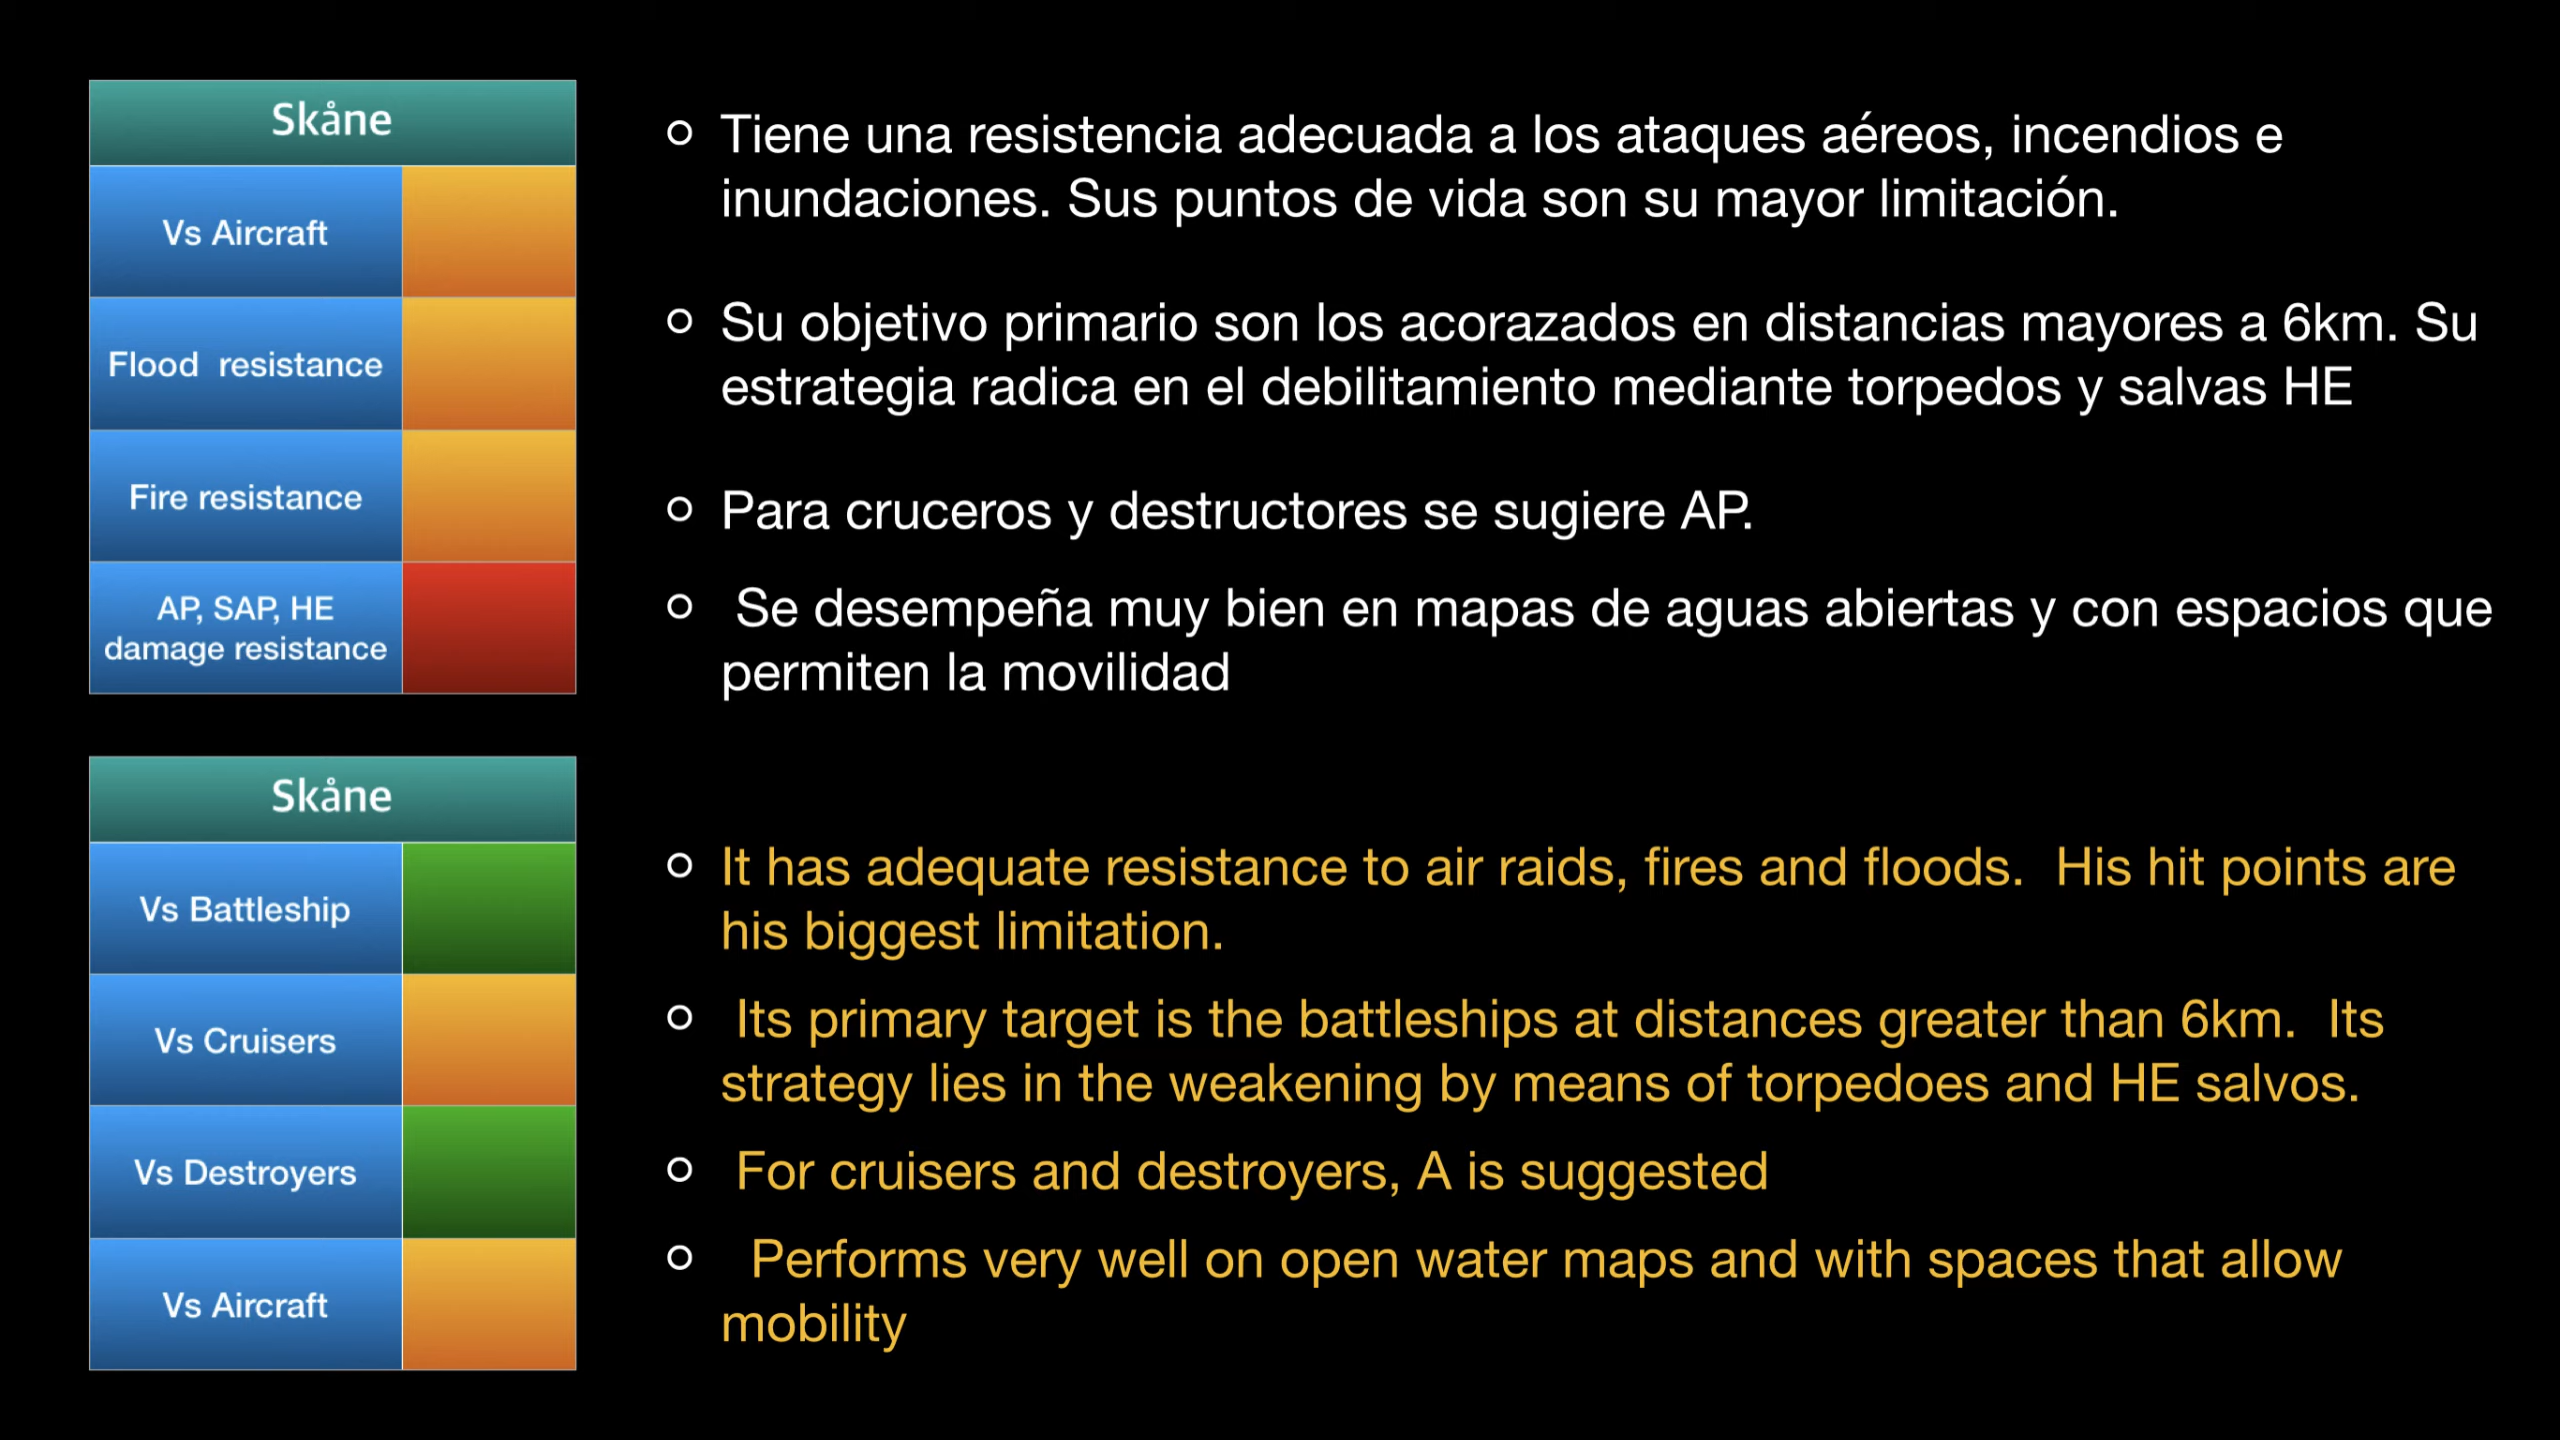 Skåne
Vs Aircraft
Flood  resistance
Fire resistance
AP, SAP, HE
damage resistance
Tiene una resistencia adecuada a los ataques aéreos, incendios e
inundaciones. Sus puntos de vida son su mayor limitación.
Su objetivo primario son los acorazados en distancias mayores a 6km. Su
estrategia radica en el debilitamiento mediante torpedos y salvas HE
Para cruceros y destructores se sugiere AP.
Se desempeña muy bien en mapas de aguas abiertas y con espacios que
permiten la movilidad
Skåne
Vs Battleship
Vs Cruisers
Vs Destroyers
Vs Aircraft
It has adequate resistance to air raids, fires and floods.  His hit points are
his biggest limitation.
Its primary target is the battleships at distances greater than 6km.  Its
strategy lies in the weakening by means of torpedoes and HE salvos.
For cruisers and destroyers, A is suggested
Performs very well on open water maps and with spaces that allow
mobility